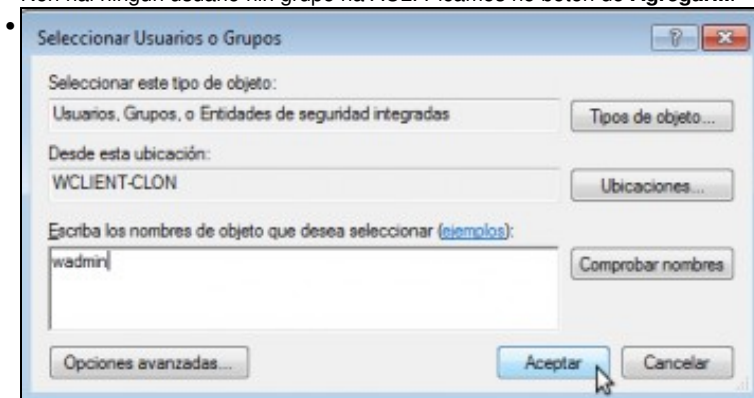 Seleccionar Usuarios o Grupos
Seleccionar este tipo de objeto:
Usuarios, Grupos, o Entidades de seguridad integradas
Tipos de objeto...
Desde esta ubicación:
WCLIENT-CLON
Ubicaciones...
Escriba los nombres de objeto que desea seleccionar (ejemplos):
wadmin
Comprobar nombres
Opciones avanzadas...
Aceptar
Cancelar